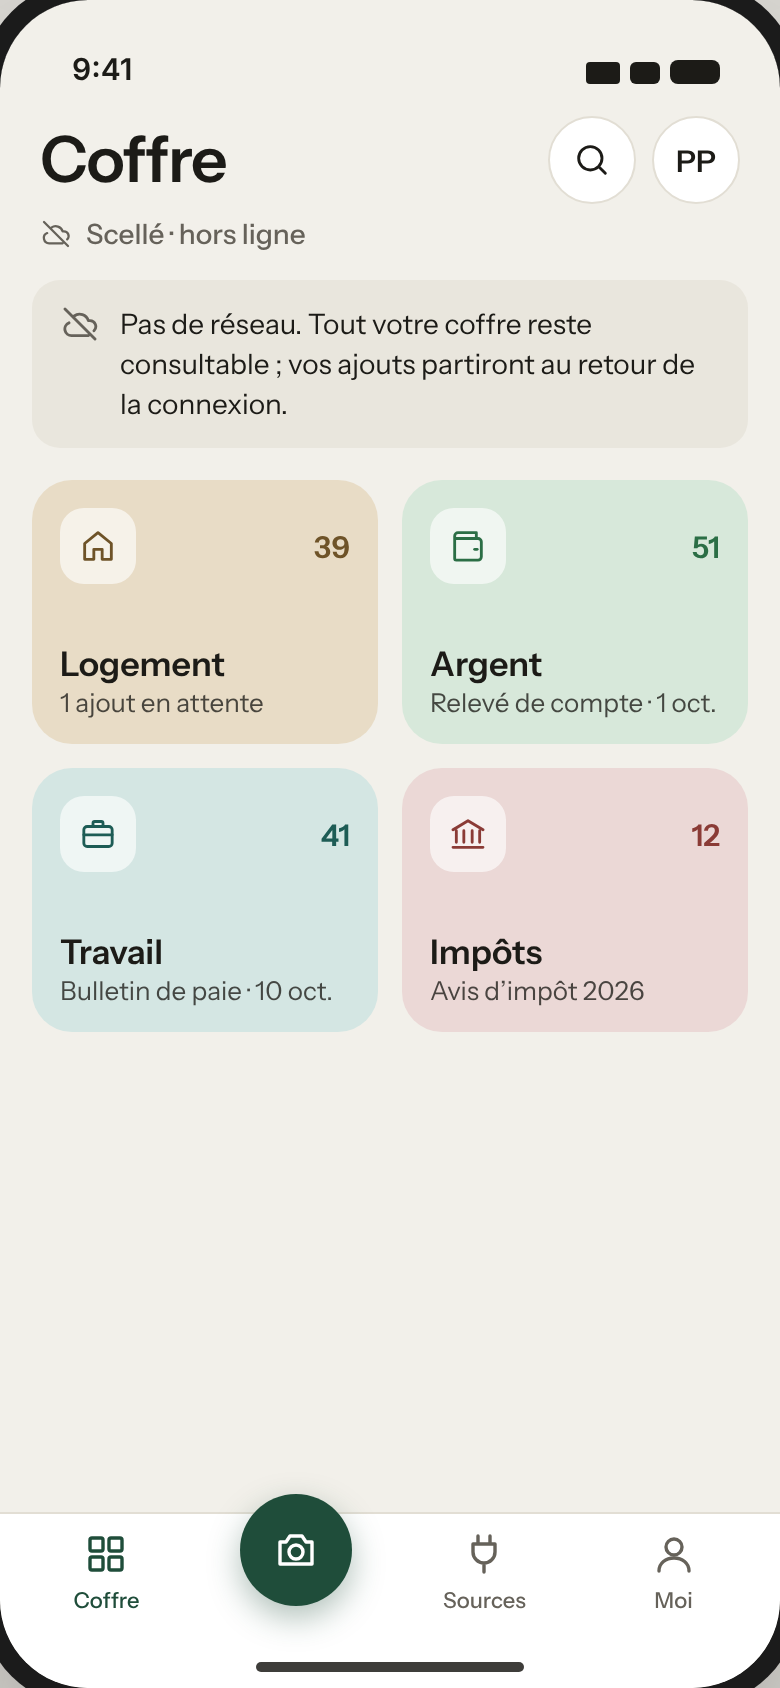 9:41
Coffre
PP
Scellé · hors ligne
Pas de réseau. Tout votre coffre reste
consultable ; vos ajouts partiront au retour de
la connexion.
39
Logement
1 ajout en attente
51
Argent
Relevé de compte · 1 oct.
41
Travail
Bulletin de paie · 10 oct.
12
Impôts
Avis d’impôt 2026
Coffre
Sources
Moi